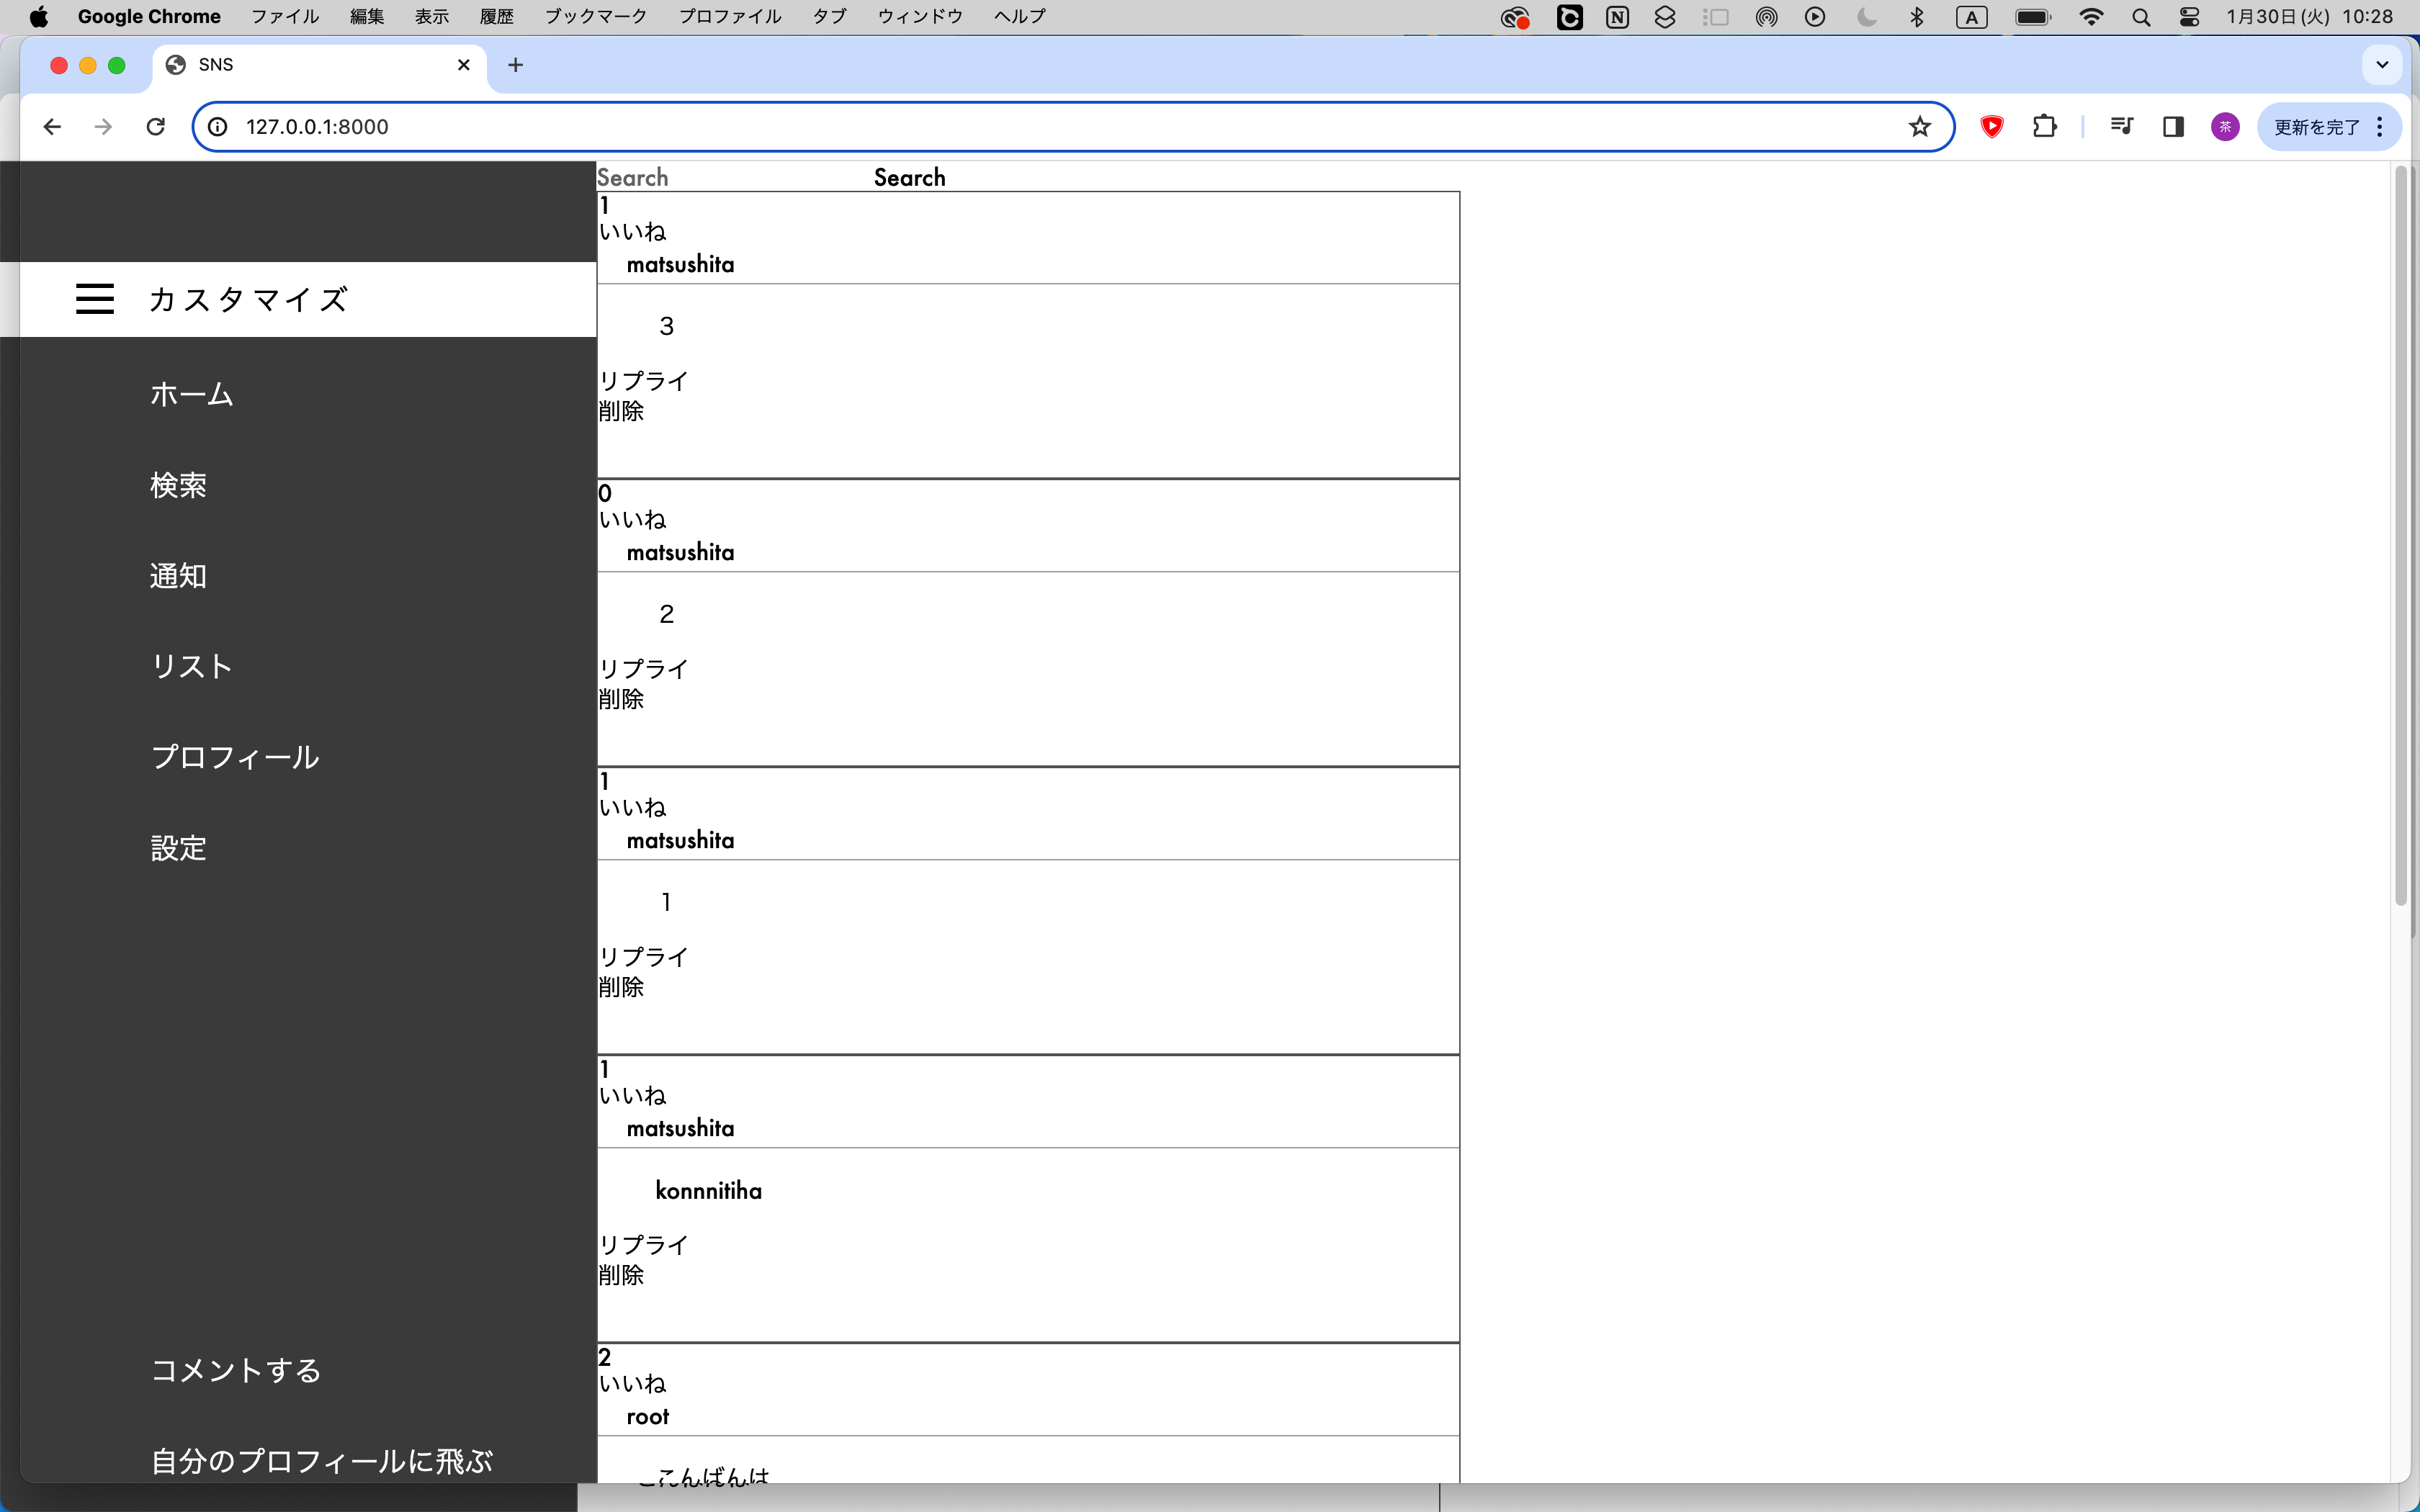 Google Chrome ファイル 編集 表示 履歴 ブックマーク プロファイル タブ ウィンドウ ヘルプ A 1月30日(火) 10:28
SNS
127.0.0.1:8000
茶
更新を完了
カスタマイズ
ホーム
検索
通知
リスト
プロフィール
設定
コメントする
自分のプロフィールに飛ぶ
Search Search
1
いいね
matsushita
3
リプライ
削除
0
いいね
matsushita
2
リプライ
削除
1
いいね
matsushita
1
リプライ
削除
1
いいね
matsushita
konnnitiha
リプライ
削除
2
いいね
root
こんばんは